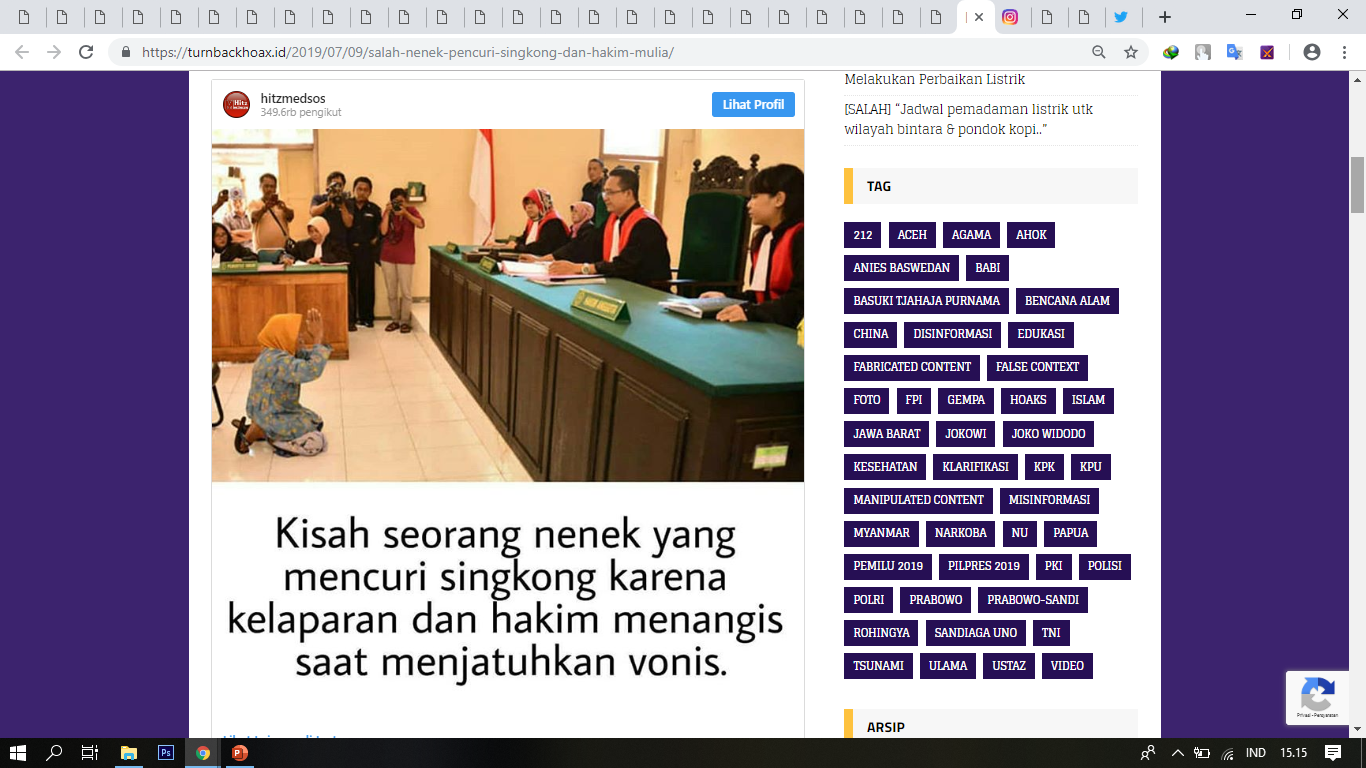 https://turnbackhoax.id/2019/07/09/salah-nenek-pencuri-singkong-dan-hakim-mulia/
hitzmedsos
349.6rb pengikut
Lihat Profil
Kisah seorang nenek yang
mencuri singkong karena
kelaparan dan hakim menangis
saat menjatuhkan vonis.
Melakukan Perbaikan Listrik
[SALAH] “Jadwal pemadaman listrik utk
wilayah bintara & pondok kopi..”
TAG
212 ACEH AGAMA AHOK
ANIES BASWEDAN BABI
BASUKI TJAHAJA PURNAMA BENCANA ALAM
CHINA DISINFORMASI EDUKASI
FABRICATED CONTENT FALSE CONTEXT
FOTO FPI GEMPA HOAKS ISLAM
JAWA BARAT JOKOWI JOKO WIDODO
KESEHATAN KLARIFIKASI KPK KPU
MANIPULATED CONTENT MISINFORMASI
MYANMAR NARKOBA NU PAPUA
PEMILU 2019 PILPRES 2019 PKI POLISI
POLRI PRABOWO PRABOWO-SANDI
ROHINGYA SANDIAGA UNO TNI
TSUNAMI ULAMA USTAZ VIDEO
ARSIP
Privasi - Persyaratan
IND 15.15